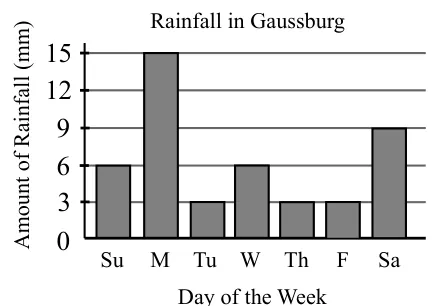 Rainfall in Gaussburg
Amount of Rainfall (mm)
15
12
9
6
3
0
Su M Tu W Th F Sa
Day of the Week